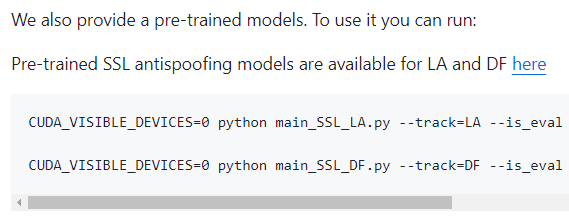 We also provide a pre-trained models. To use it you can run:
Pre-trained SSL antispoofing models are available for LA and DF here
CUDA_VISIBLE_DEVICES=0 python main_SSL_LA.py --track=LA --is_eval
CUDA_VISIBLE_DEVICES=0 python main_SSL_DF.py --track=DF --is_eval